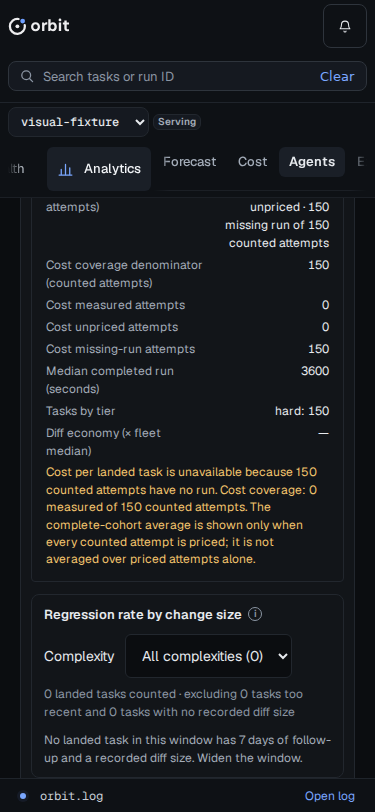 orbit
Search tasks or run ID Clear
visual-fixture Serving
lth Analytics Forecast Cost Agents E
attempts) unpriced · 150
missing run of 150
counted attempts
Cost coverage denominator 150
(counted attempts)
Cost measured attempts 0
Cost unpriced attempts 0
Cost missing-run attempts 150
Median completed run 3600
(seconds)
Tasks by tier hard: 150
Diff economy (× fleet —
median)
Cost per landed task is unavailable because 150
counted attempts have no run. Cost coverage: 0
measured of 150 counted attempts. The
complete-cohort average is shown only when
every counted attempt is priced; it is not
averaged over priced attempts alone.
Regression rate by change size i
Complexity All complexities (0)
0 landed tasks counted · excluding 0 tasks too
recent and 0 tasks with no recorded diff size
No landed task in this window has 7 days of follow-
up and a recorded diff size. Widen the window.
orbit.log Open log